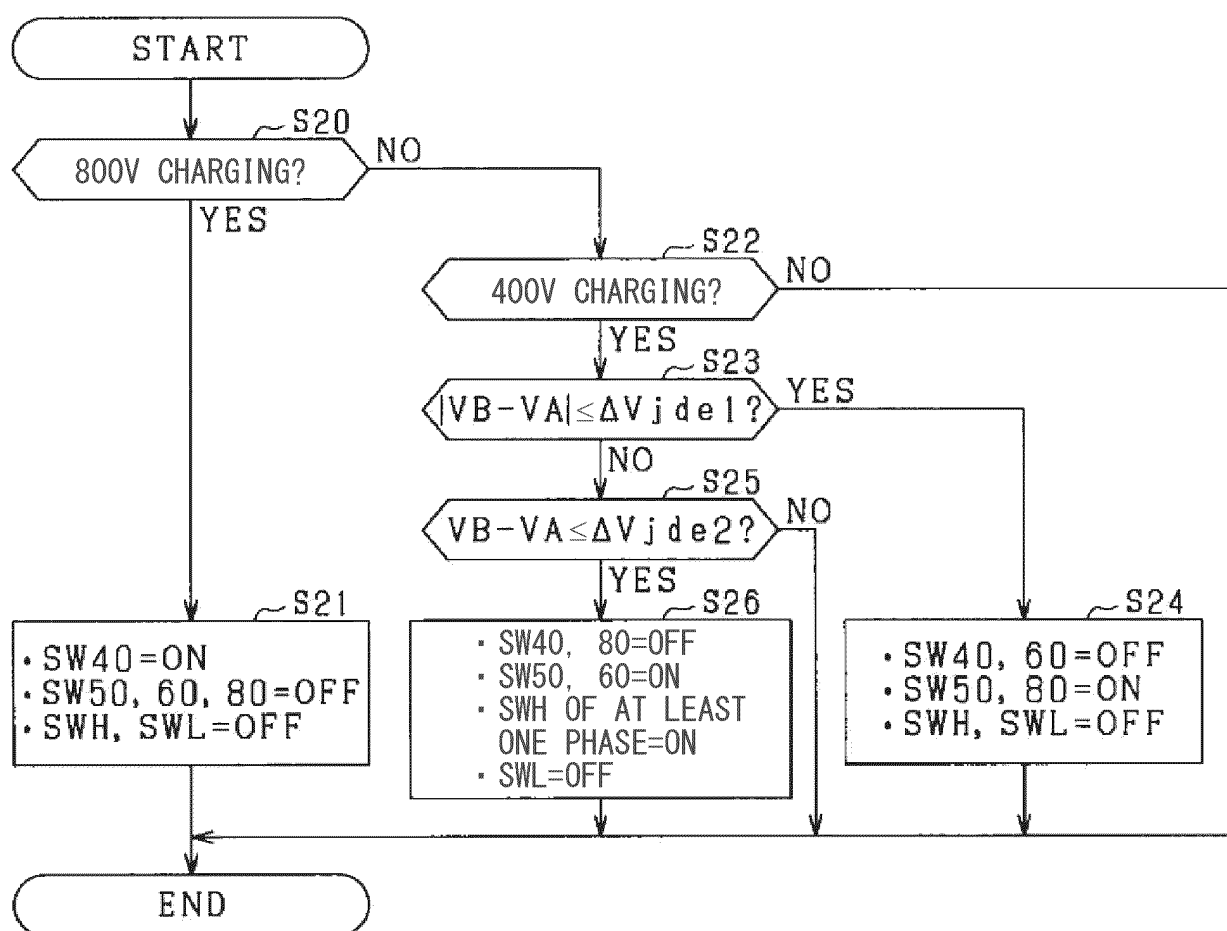 START
S20
800V CHARGING?
NO
YES
S22
400V CHARGING?
NO
YES
S23
|VB-VA|≤ΔVjde1?
YES
NO
S25
VB-VA≤ΔVjde2?
NO
YES
S21
・SW40=ON
・SW50, 60, 80=OFF
・SWH, SWL=OFF
S26
・SW40, 80=OFF
・SW50, 60=ON
・SWH OF AT LEAST
ONE PHASE=ON
・SWL=OFF
S24
・SW40, 60=OFF
・SW50, 80=ON
・SWH, SWL=OFF
END